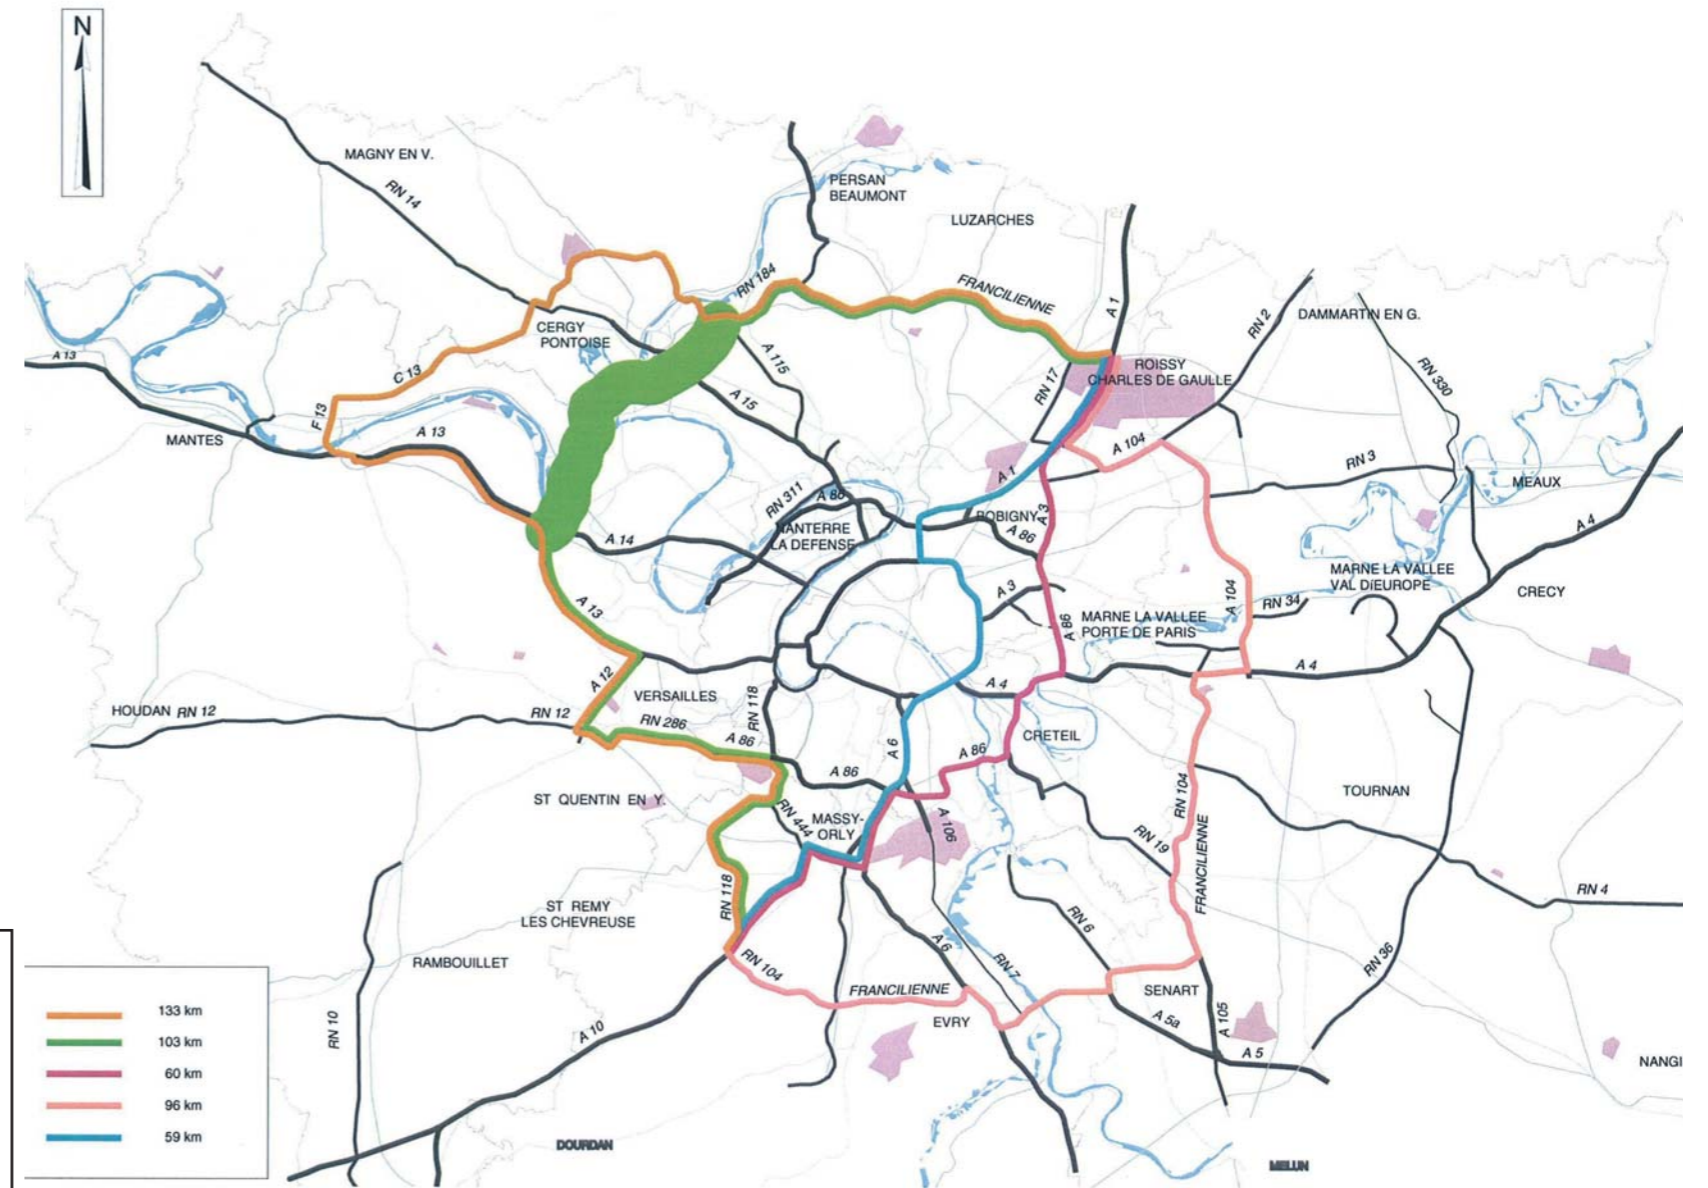 N
MAGNY EN V.
RN 14
PERSAN
BEAUMONT
LUZARCHES
RN 184
FRANCILIENNE
A 1
RN 2
DAMMARTIN EN G.
CERGY
PONTOISE
A 13
C 13
F 13
A 115
RN 17
ROISSY
CHARLES DE GAULLE
RN 330
A 15
MANTES
A 13
A 104
RN 3
MEAUX
A 1
RN 311
A 86
BOBIGNY
A 3
A 86
A 4
NANTERRE
LA DEFENSE
A 14
MARNE LA VALLEE
VAL DIEUROPE
CRECY
A 3
A 104
RN 34
A 13
A 86
MARNE LA VALLEE
PORTE DE PARIS
A 4
A 12
VERSAILLES
RN 118
A 4
HOUDAN RN 12
RN 12
RN 286
A 86
A 6
A 86
CRETEIL
A 86
ST QUENTIN EN Y.
RN 444
MASSY-
ORLY
A 106
RN 104
TOURNAN
RN 19
FRANCILIENNE
RN 118
ST REMY
LES CHEVREUSE
RN 6
RN 4
RAMBOUILLET
A 6
RN 7
RN 36
RN 104
FRANCILIENNE
SENART
EVRY
A 5a
A 105
A 5
RN 10
A 10
NANGI
133 km
103 km
60 km
96 km
59 km
DOURDAN
MELUN